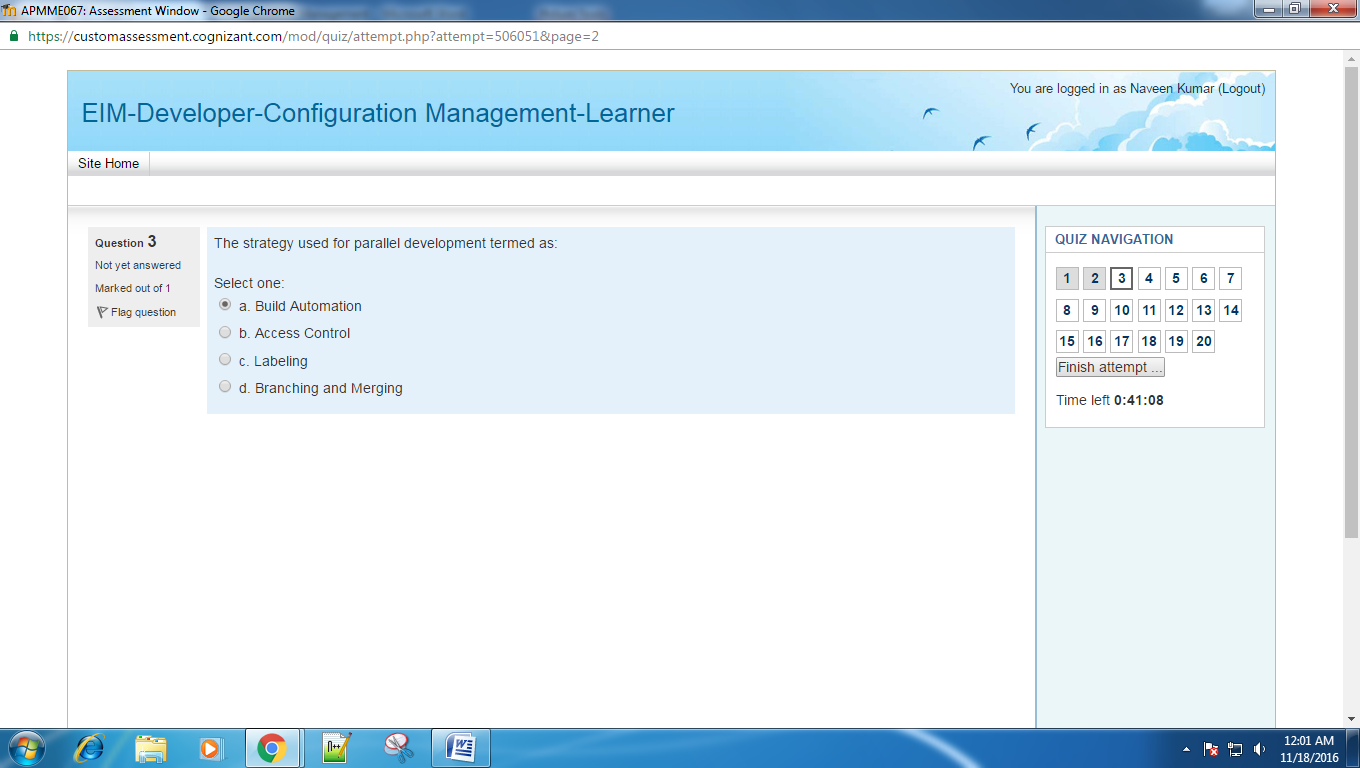 APMME067: Assessment Window - Google Chrome
https://customassessment.cognizant.com/mod/quiz/attempt.php?attempt=506051&page=2
You are logged in as Naveen Kumar (Logout)
EIM-Developer-Configuration Management-Learner
Site Home
Question 3
Not yet answered
Marked out of 1
Flag question
The strategy used for parallel development termed as:
Select one:
a. Build Automation
b. Access Control
c. Labeling
d. Branching and Merging
QUIZ NAVIGATION
1 2 3 4 5 6 7
8 9 10 11 12 13 14
15 16 17 18 19 20
Finish attempt ...
Time left 0:41:08
12:01 AM
11/18/2016